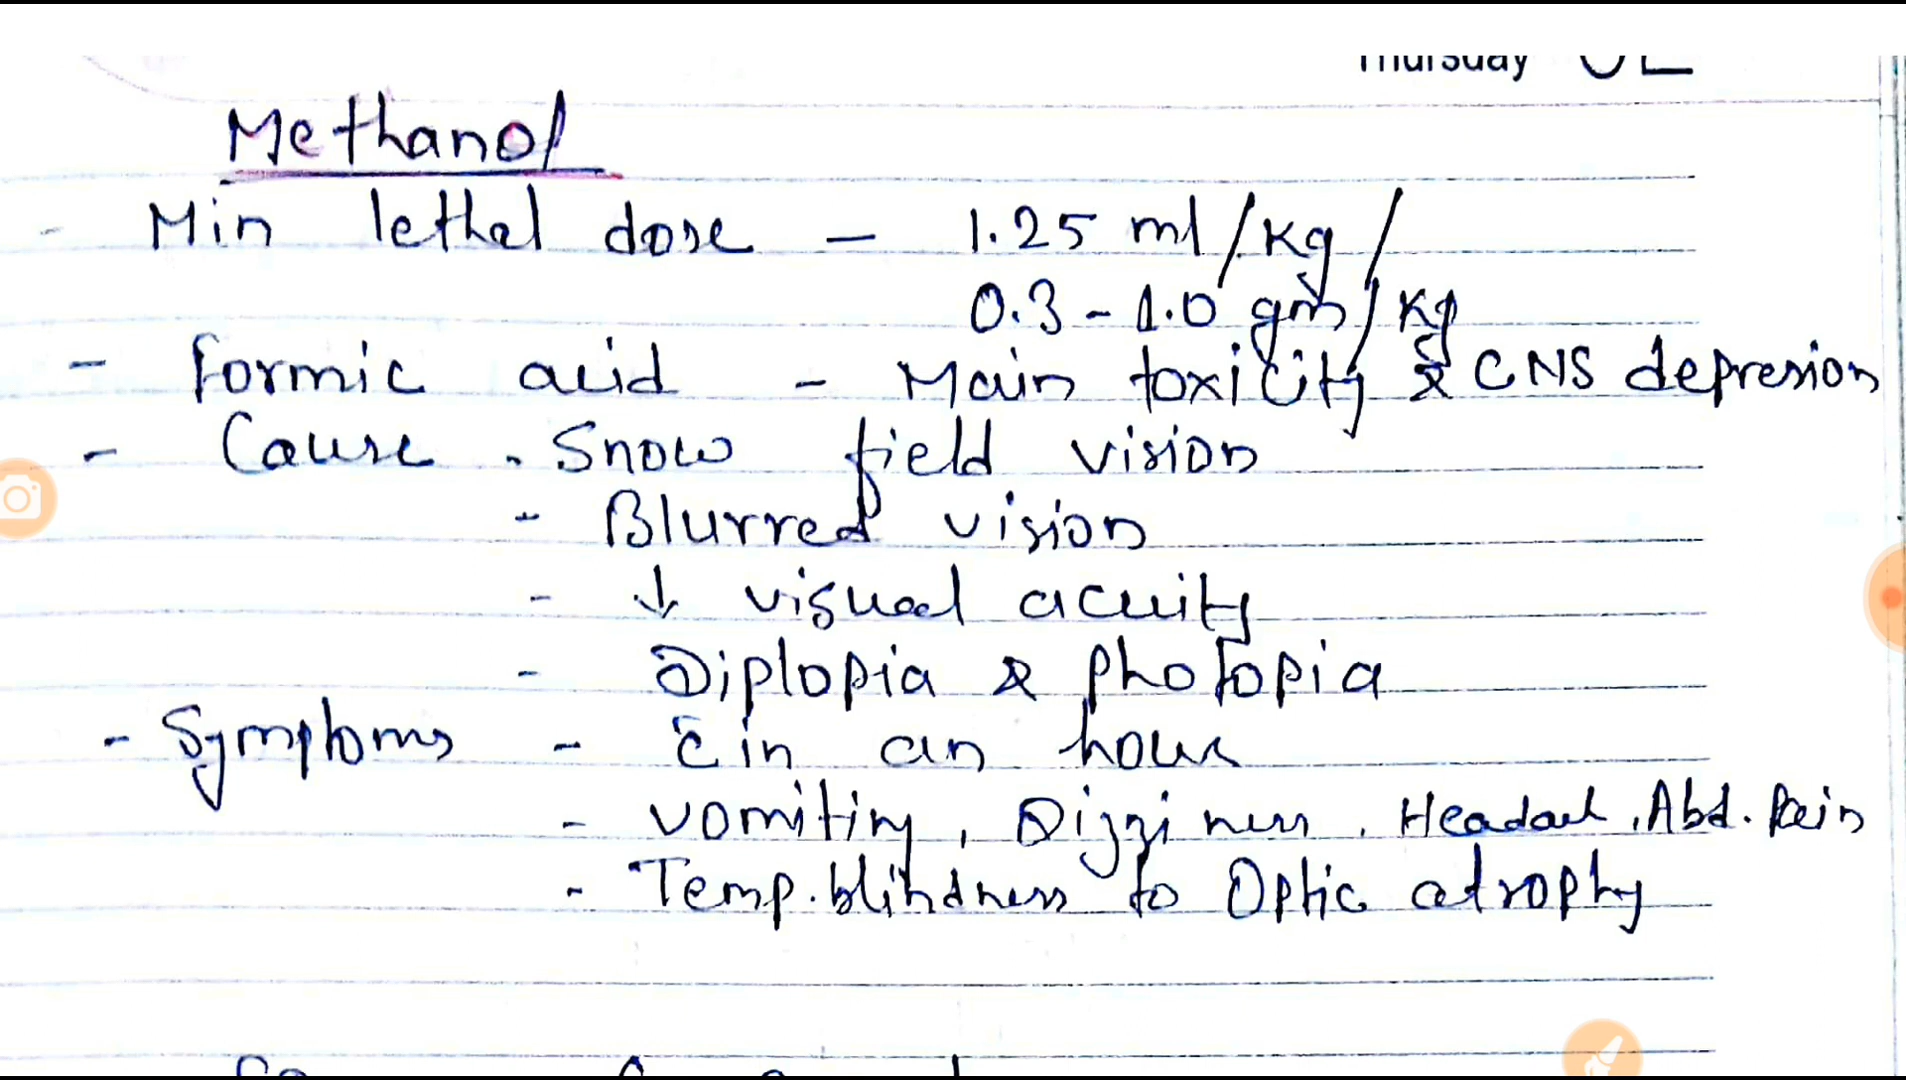 Thursday 02
Methanol
- Min lethal dose - 1.25 ml/kg/
0.3 - 1.0 gm/kg
- Formic acid - Main toxicity & CNS depression
- Cause - Snow field vision
- Blurred vision
- ↓ visual acuity
- Diplopia & photopia
- Symptoms - c̄ in an hour
- Vomiting, Dizziness, Headach, Abd. Pain
- Temp. blindness to Optic atrophy